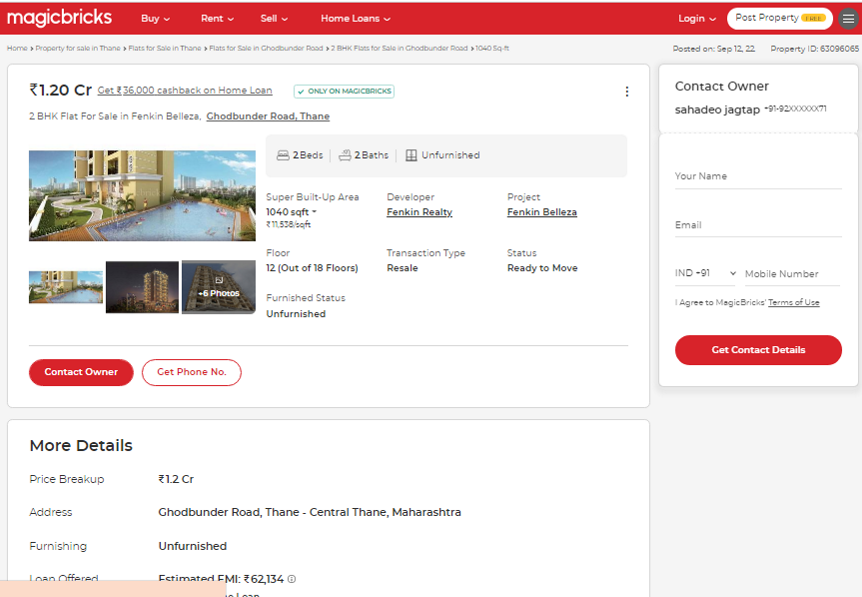 magicbricks
Buy Rent Sell Home Loans Login Post Property FREE
Home > Property for sale in Thane > Flats for Sale in Thane > Flats for Sale in Ghodbunder Road > 2 BHK Flats for Sale in Ghodbunder Road > 1040 Sq-ft
Posted on: Sep 12, 22 Property ID: 63096065
₹1.20 Cr Get ₹36,000 cashback on Home Loan ✓ ONLY ON MAGICBRICKS
2 BHK Flat For Sale in Fenkin Belleza, Ghodbunder Road, Thane
2 Beds 2 Baths Unfurnished
Super Built-Up Area
1040 sqft
₹11,538/sqft
Developer
Fenkin Realty
Project
Fenkin Belleza
Floor
12 (Out of 18 Floors)
Transaction Type
Resale
Status
Ready to Move
Furnished Status
Unfurnished
+6 Photos
Contact Owner Get Phone No.
Contact Owner
sahadeo jagtap +91-92XXXXXX71
Your Name
Email
IND +91 Mobile Number
I Agree to MagicBricks' Terms of Use
Get Contact Details
More Details
Price Breakup ₹1.2 Cr
Address Ghodbunder Road, Thane - Central Thane, Maharashtra
Furnishing Unfurnished
Loan Offered Estimated EMI: ₹62,134
Loan